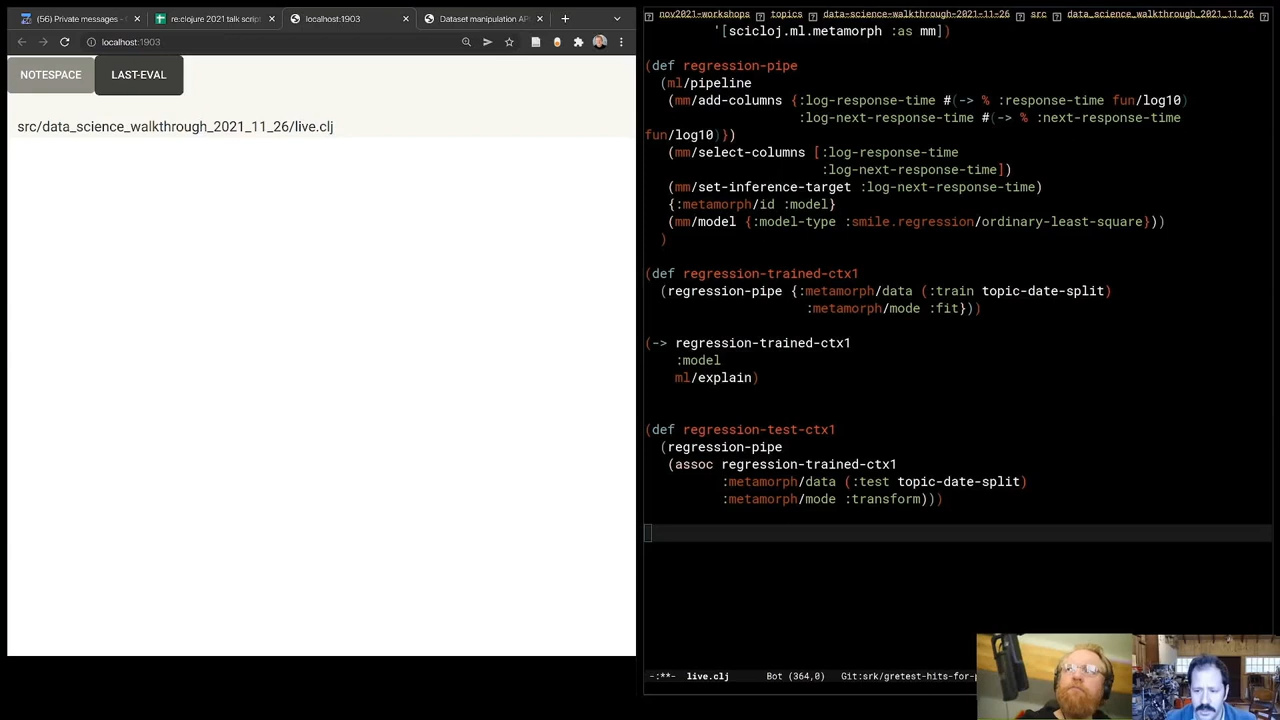 (56) Private messages -
re:clojure 2021 talk script
localhost:1903
Dataset manipulation AP
localhost:1903
NOTESPACE
LAST-EVAL
src/data_science_walkthrough_2021_11_26/live.clj
nov2021-workshops topics data-science-walkthrough-2021-11-26 src data_science_walkthrough_2021_11_26
'[scicloj.ml.metamorph :as mm])
(def regression-pipe
(ml/pipeline
(mm/add-columns {:log-response-time #(-> % :response-time fun/log10)
:log-next-response-time #(-> % :next-response-time
fun/log10)})
(mm/select-columns [:log-response-time
:log-next-response-time])
(mm/set-inference-target :log-next-response-time)
{:metamorph/id :model}
(mm/model {:model-type :smile.regression/ordinary-least-square}))
)
(def regression-trained-ctx1
(regression-pipe {:metamorph/data (:train topic-date-split)
:metamorph/mode :fit}))
(-> regression-trained-ctx1
:model
ml/explain)
(def regression-test-ctx1
(regression-pipe
(assoc regression-trained-ctx1
:metamorph/data (:test topic-date-split)
:metamorph/mode :transform)))
-:**- live.clj Bot (364,0) Git:srk/gretest-hits-for-